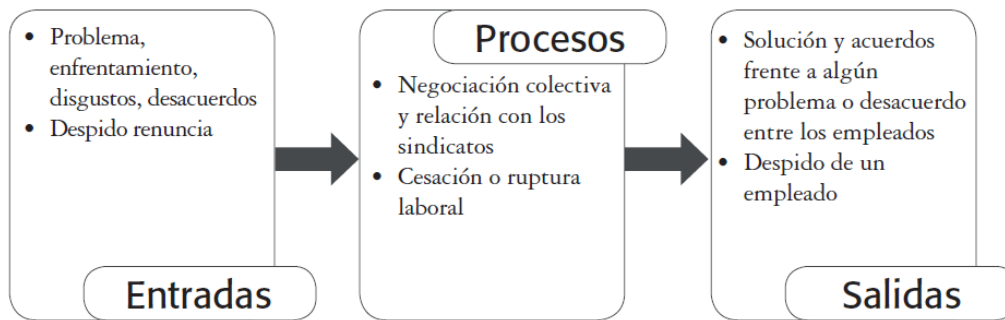 • Problema,
enfrentamiento,
disgustos, desacuerdos
• Despido renuncia
Entradas
Procesos
• Negociación colectiva
y relación con los
sindicatos
• Cesación o ruptura
laboral
• Solución y acuerdos
frente a algún
problema o desacuerdo
entre los empleados
• Despido de un
empleado
Salidas